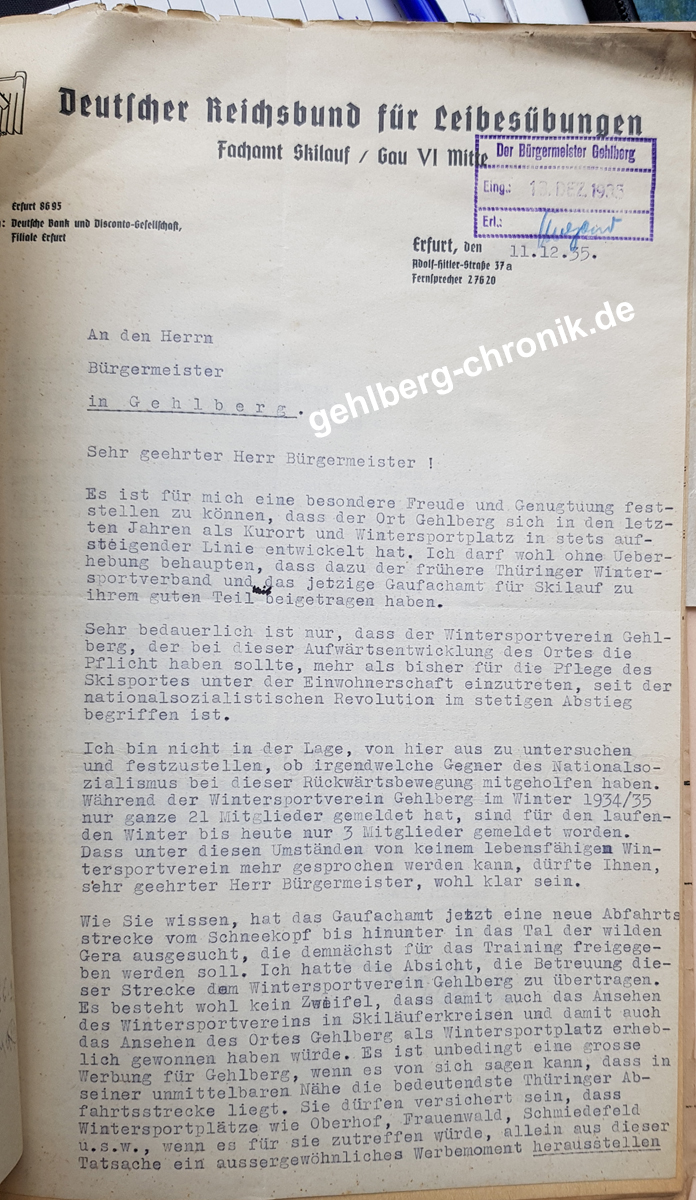 Deutscher Reichsbund für Leibesübungen
Fachamt Skilauf / Gau VI Mitte
Der Bürgermeister Gehlberg
Eing.: 13. DEZ. 1935
Erl.:
Erfurt 8695
: Deutsche Bank und Disconto-Gesellschaft,
Filiale Erfurt
Erfurt, den 11.12.35.
Adolf-Hitler-Straße 37a
Fernsprecher 27620
An den Herrn
Bürgermeister
in Gehlberg.
gehlberg-chronik.de
Sehr geehrter Herr Bürgermeister !
Es ist für mich eine besondere Freude und Genugtuung fest-
stellen zu können, dass der Ort Gehlberg sich in den letz-
ten Jahren als Kurort und Wintersportplatz in stets auf-
steigender Linie entwickelt hat. Ich darf wohl ohne Ueber-
hebung behaupten, dass dazu der frühere Thüringer Winter-
sportverband und das jetzige Gaufachamt für Skilauf zu
ihrem guten Teil mit beigetragen haben.
Sehr bedauerlich ist nur, dass der Wintersportverein Gehl-
berg, der bei dieser Aufwärtsentwicklung des Ortes die
Pflicht haben sollte, mehr als bisher für die Pflege des
Skisportes unter der Einwohnerschaft einzutreten, seit der
nationalsozialistischen Revolution im stetigen Abstieg
begriffen ist.
Ich bin nicht in der Lage, von hier aus zu untersuchen
und festzustellen, ob irgendwelche Gegner des Nationalso-
zialismus bei dieser Rückwärtsbewegung mitgeholfen haben.
Während der Wintersportverein Gehlberg im Winter 1934/35
nur ganze 21 Mitglieder gemeldet hat, sind für den laufen-
den Winter bis heute nur 3 Mitglieder gemeldet worden.
Dass unter diesen Umständen von keinem lebensfähigen Win-
tersportverein mehr gesprochen werden kann, dürfte Ihnen,
sehr geehrter Herr Bürgermeister, wohl klar sein.
Wie Sie wissen, hat das Gaufachamt jetzt eine neue Abfahrts
strecke vom Schneekopf bis hinunter in das Tal der wilden
Gera ausgesucht, die demnächst für das Training freigege-
ben werden soll. Ich hatte die Absicht, die Betreuung die-
ser Strecke dem Wintersportverein Gehlberg zu übertragen.
Es besteht wohl kein Zweifel, dass damit auch das Ansehen
des Wintersportvereins in Skiläuferkreisen und damit auch
das Ansehen des Ortes Gehlberg als Wintersportplatz erheb-
lich gewonnen haben würde. Es ist unbedingt eine grosse
Werbung für Gehlberg, wenn es von sich sagen kann, dass in
seiner unmittelbaren Nähe die bedeutendste Thüringer Ab-
fahrtsstrecke liegt. Sie dürfen versichert sein, dass
Wintersportplätze wie Oberhof, Frauenwald, Schmiedefeld
u.s.w., wenn es für sie zutreffen würde, allein aus dieser
Tatsache ein aussergewöhnliches Werbemoment herausstellen